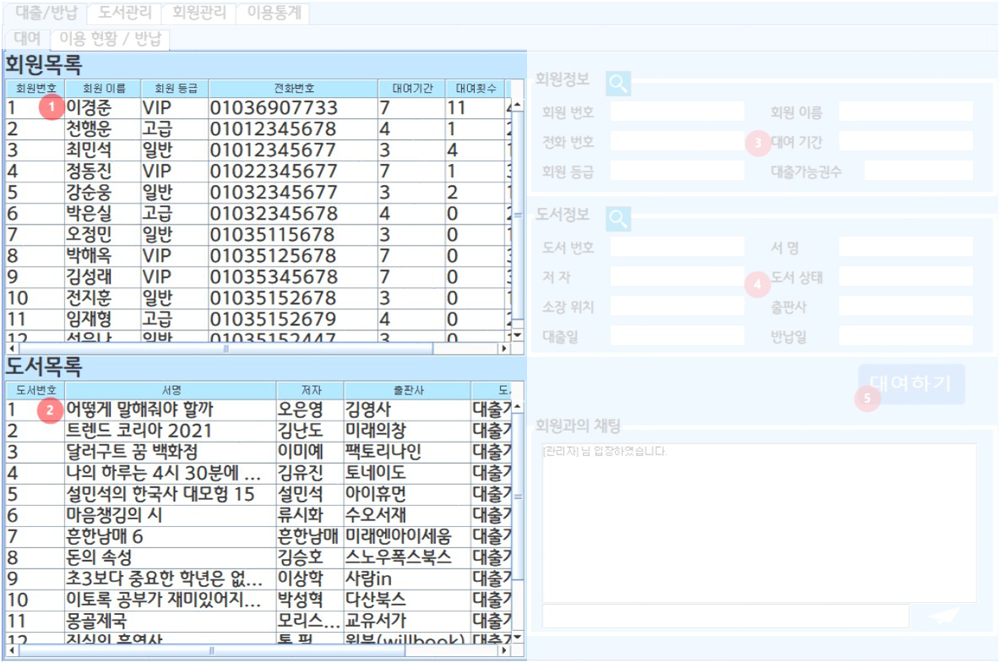 대출/반납 도서관리 회원관리 이용통계
대여 이용 현황 / 반납
회원목록
회원번호 회원 이름 회원 등급 전화번호 대여기간 대여횟수
1 1 이경준 VIP 01036907733 7 11
2 천행운 고급 01012345678 4 1
3 최민석 일반 01012345677 3 4
4 정동진 VIP 01022345677 7 1
5 강순웅 일반 01032345677 3 2
6 박은실 고급 01032345678 4 0
7 오정민 일반 01035115678 3 0
8 박해옥 VIP 01035125678 7 0
9 김성래 VIP 01035345678 7 0
10 전지훈 일반 01035152678 3 0
11 임재형 고급 01035152679 4 0
12 일반 01035152447 3 0
도서목록
도서번호 서명 저자 출판사 도
1 2 어떻게 말해줘야 할까 오은영 김영사 대출가
2 트렌드 코리아 2021 김난도 미래의창 대출가
3 달러구트 꿈 백화점 이미예 팩토리나인 대출가
4 나의 하루는 4시 30분에 ... 김유진 토네이도 대출가
5 설민석의 한국사 대모험 15 설민석 아이휴먼 대출가
6 마음챙김의 시 류시화 수오서재 대출가
7 흔한남매 6 흔한남매 미래엔아이세움 대출가
8 돈의 속성 김승호 스노우폭스북스 대출가
9 초3보다 중요한 학년은 없... 이상학 사람in 대출가
10 이토록 공부가 재미있어지... 박성혁 다산북스 대출가
11 몽골제국 모리스... 교유서가 대출가
12 진실의 흑역사 톰 필 윌북(willbook) 대출가
회원정보
회원 번호 회원 이름
전화 번호 3 대여 기간
회원 등급 대출가능권수
도서정보
도서 번호 서 명
저 자 4 도서 상태
소장 위치 출판사
대출일 반납일
대여하기
5
회원과의 채팅
[관리자]님 입장하였습니다.